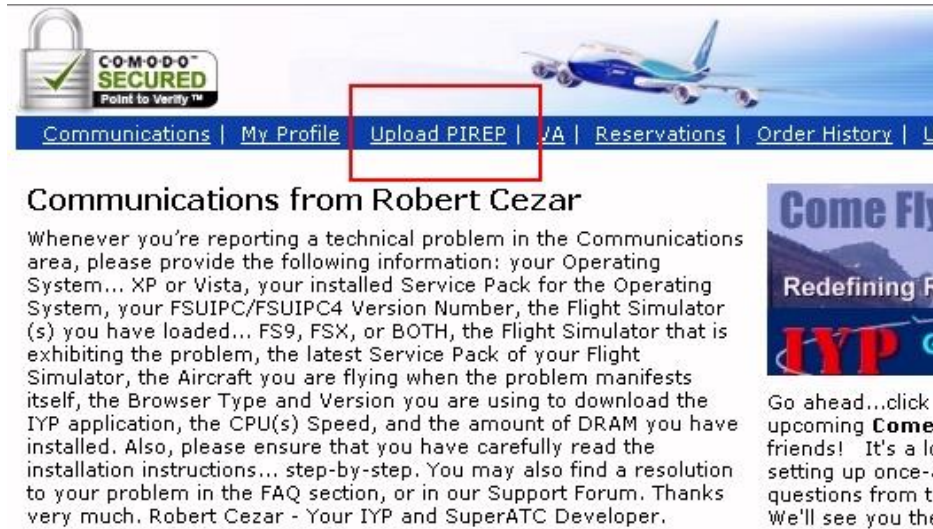 C·O·M·O·D·O™
SECURED
Point to Verify™
Communications | My Profile Upload PIREP | VA | Reservations | Order History |
Communications from Robert Cezar
Whenever you're reporting a technical problem in the Communications
area, please provide the following information: your Operating
System... XP or Vista, your installed Service Pack for the Operating
System, your FSUIPC/FSUIPC4 Version Number, the Flight Simulator
(s) you have loaded... FS9, FSX, or BOTH, the Flight Simulator that is
exhibiting the problem, the latest Service Pack of your Flight
Simulator, the Aircraft you are flying when the problem manifests
itself, the Browser Type and Version you are using to download the
IYP application, the CPU(s) Speed, and the amount of DRAM you have
installed. Also, please ensure that you have carefully read the
installation instructions... step-by-step. You may also find a resolution
to your problem in the FAQ section, or in our Support Forum. Thanks
very much. Robert Cezar - Your IYP and SuperATC Developer.
Come Fly
Redefining
IYP
Go ahead...click
upcoming Come
friends! It's a
setting up once-
questions from
We'll see you